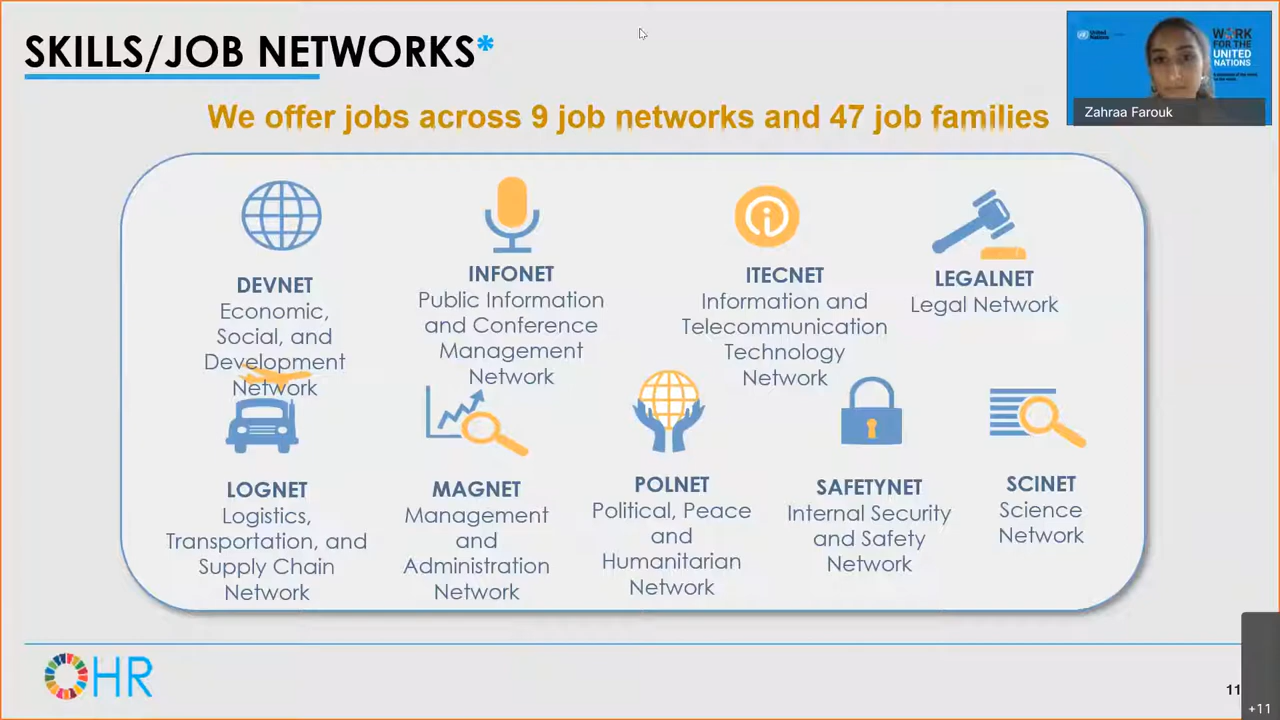 SKILLS/JOB NETWORKS*
We offer jobs across 9 job networks and 47 job families
United Nations
WORK
FOR THE
UNITED
NATIONS
Zahraa Farouk
DEVNET
Economic,
Social, and
Development
Network
INFONET
Public Information
and Conference
Management
Network
ITECNET
Information and
Telecommunication
Technology
Network
LEGALNET
Legal Network
LOGNET
Logistics,
Transportation, and
Supply Chain
Network
MAGNET
Management
and
Administration
Network
POLNET
Political, Peace
and
Humanitarian
Network
SAFETYNET
Internal Security
and Safety
Network
SCINET
Science
Network
OHR
11
+11